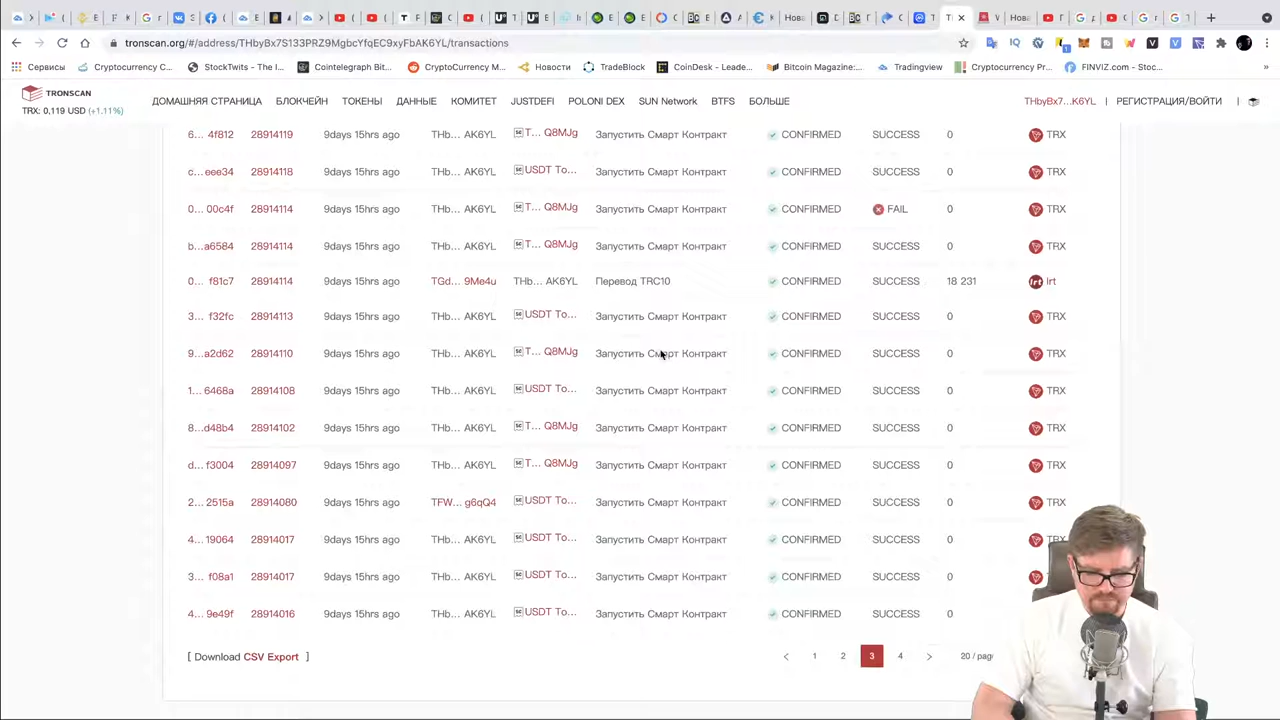 tronscan.org/#/address/THbyBx7S133PRZ9MgbcYfqEC9xyFbAK6YL/transactions
Сервисы Cryptocurrency C... StockTwits - The I... Cointelegraph Bit... CryptoCurrency M... Новости TradeBlock CoinDesk - Leade... Bitcoin Magazine:... Tradingview Cryptocurrency Pr... FINVIZ.com - Stoc...
TRONSCAN
TRX: 0,119 USD (+1.11%)
ДОМАШНЯЯ СТРАНИЦА БЛОКЧЕЙН ТОКЕНЫ ДАННЫЕ КОМИТЕТ JUSTDEFI POLONI DEX SUN Network BTFS БОЛЬШЕ THbyBx7...K6YL | РЕГИСТРАЦИЯ/ВОЙТИ |
6... 4f812 28914119 9days 15hrs ago THb... AK6YL T... Q8MJg Запустить Смарт Контракт CONFIRMED SUCCESS 0 TRX
c... eee34 28914118 9days 15hrs ago THb... AK6YL USDT To... Запустить Смарт Контракт CONFIRMED SUCCESS 0 TRX
0... 00c4f 28914114 9days 15hrs ago THb... AK6YL T... Q8MJg Запустить Смарт Контракт CONFIRMED FAIL 0 TRX
b... a6584 28914114 9days 15hrs ago THb... AK6YL T... Q8MJg Запустить Смарт Контракт CONFIRMED SUCCESS 0 TRX
0... f81c7 28914114 9days 15hrs ago TGd... 9Me4u THb... AK6YL Перевод TRC10 CONFIRMED SUCCESS 18 231 lrt
3... f32fc 28914113 9days 15hrs ago THb... AK6YL USDT To... Запустить Смарт Контракт CONFIRMED SUCCESS 0 TRX
9... a2d62 28914110 9days 15hrs ago THb... AK6YL T... Q8MJg Запустить Смарт Контракт CONFIRMED SUCCESS 0 TRX
1... 6468a 28914108 9days 15hrs ago THb... AK6YL USDT To... Запустить Смарт Контракт CONFIRMED SUCCESS 0 TRX
8... d48b4 28914102 9days 15hrs ago THb... AK6YL T... Q8MJg Запустить Смарт Контракт CONFIRMED SUCCESS 0 TRX
d... f3004 28914097 9days 15hrs ago THb... AK6YL T... Q8MJg Запустить Смарт Контракт CONFIRMED SUCCESS 0 TRX
2... 2515a 28914080 9days 15hrs ago TFW... g6qQ4 USDT To... Запустить Смарт Контракт CONFIRMED SUCCESS 0 TRX
4... 19064 28914017 9days 15hrs ago THb... AK6YL USDT To... Запустить Смарт Контракт CONFIRMED SUCCESS 0
3... f08a1 28914017 9days 15hrs ago THb... AK6YL USDT To... Запустить Смарт Контракт CONFIRMED SUCCESS 0
4... 9e49f 28914016 9days 15hrs ago THb... AK6YL USDT To... Запустить Смарт Контракт CONFIRMED SUCCESS 0
[ Download CSV Export ] 1 2 3 4 20 / page